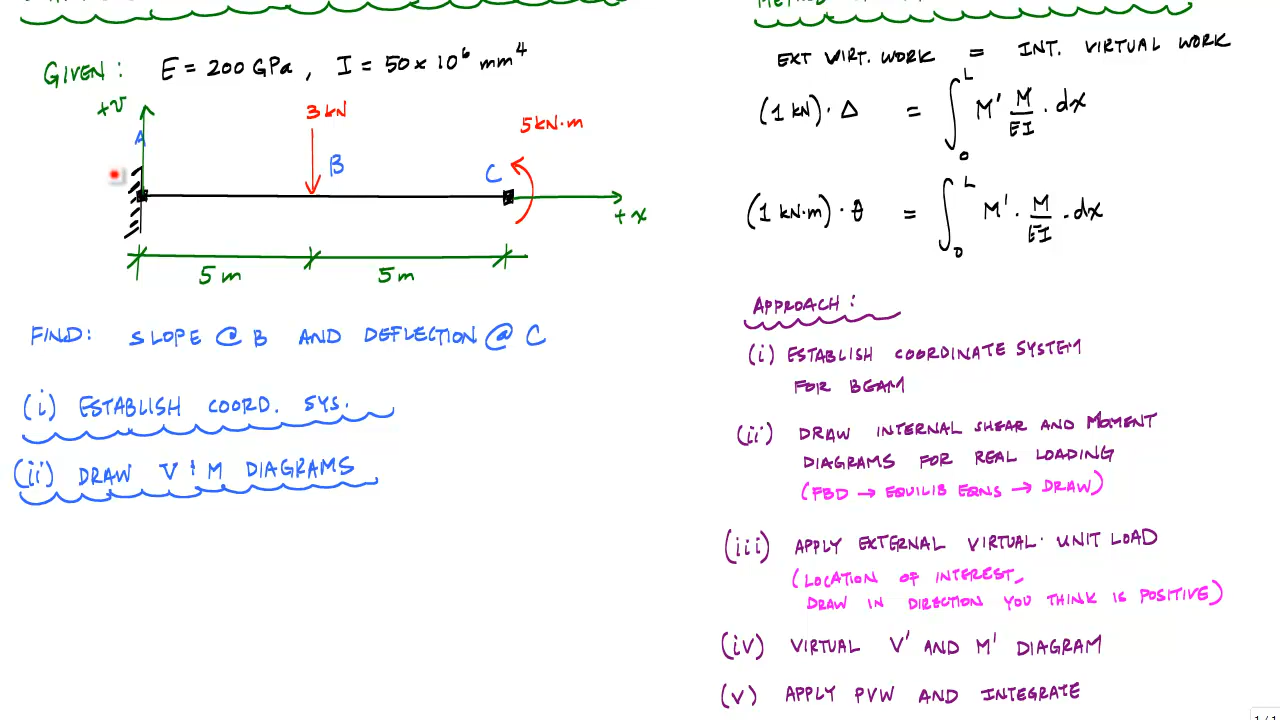 GIVEN: E = 200 GPa, I = 50 × 10⁶ mm⁴
+v
A
3 kN
B
C
5 kN·m
+x
5 m
5 m
FIND: SLOPE @ B AND DEFLECTION @ C
(i) ESTABLISH COORD. SYS.
(ii) DRAW V & M DIAGRAMS
EXT VIRT. WORK = INT. VIRTUAL WORK
(1 kN) · Δ = ∫₀ᴸ M' M/EI · dx
(1 kN·m) · θ = ∫₀ᴸ M' · M/EI · dx
APPROACH:
(i) ESTABLISH COORDINATE SYSTEM
FOR BEAM
(ii) DRAW INTERNAL SHEAR AND MOMENT
DIAGRAMS FOR REAL LOADING
(FBD → EQUILIB EQNS → DRAW)
(iii) APPLY EXTERNAL VIRTUAL UNIT LOAD
(LOCATION OF INTEREST,
DRAW IN DIRECTION YOU THINK IS POSITIVE)
(iv) VIRTUAL V' AND M' DIAGRAM
(v) APPLY PVW AND INTEGRATE